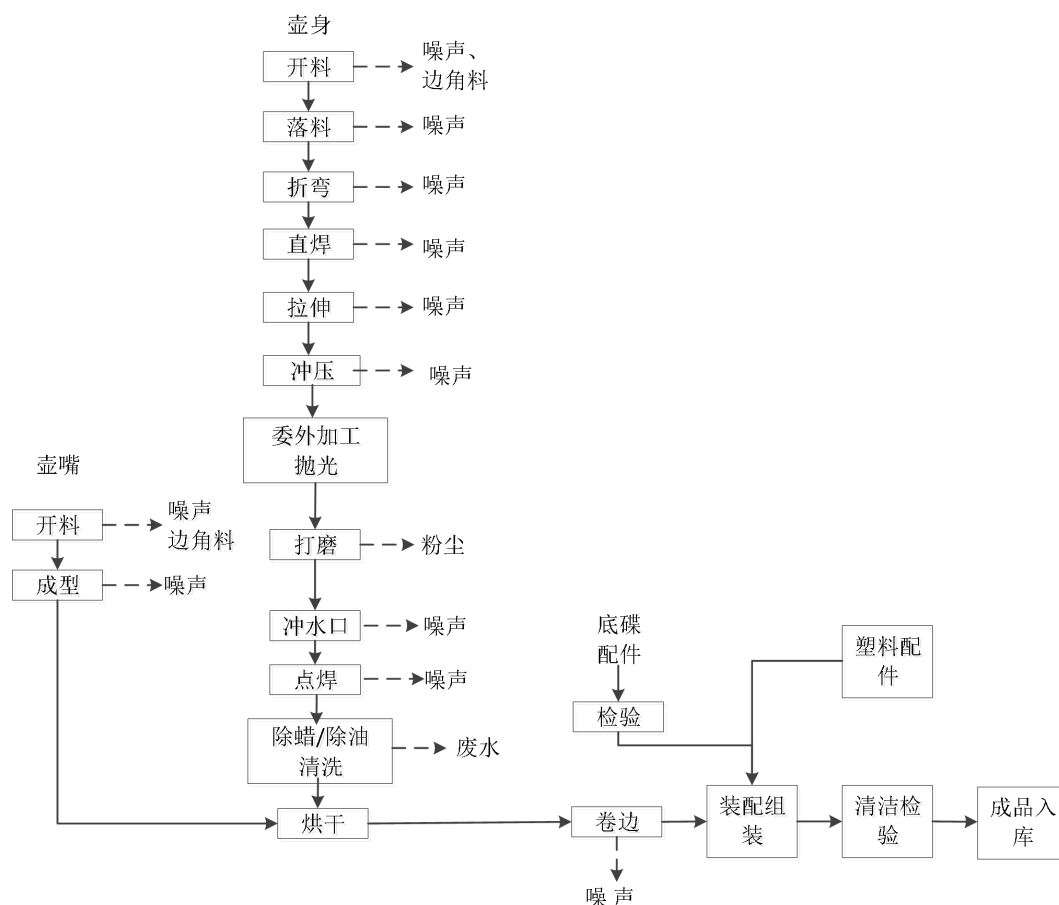 壶身
开料
噪声、
边角料
落料
噪声
折弯
噪声
直焊
噪声
拉伸
噪声
冲压
噪声
委外加工
抛光
壶嘴
开料
噪声
边角料
打磨
粉尘
成型
噪声
冲水口
噪声
点焊
噪声
除蜡/除油
清洗
废水
烘干
底碟
配件
检验
塑料配
件
卷边
噪声
装配组
装
清洁检
验
成品入
库